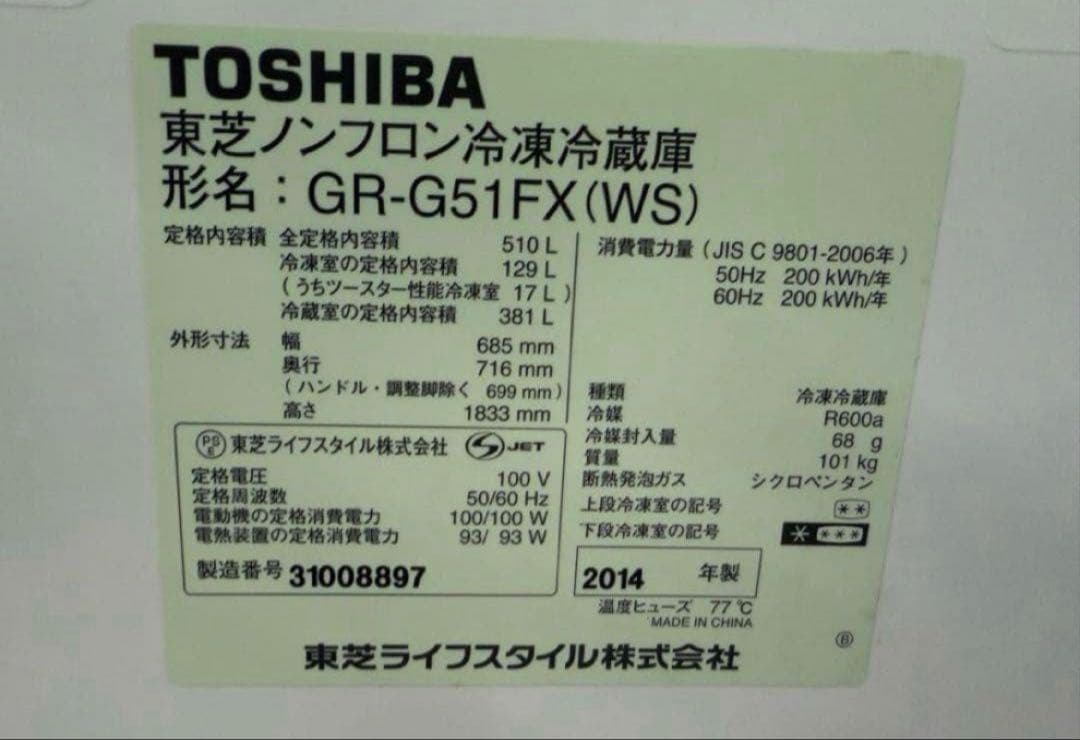 TOSHIBA
東芝ノンフロン冷凍冷蔵庫
形名：GR-G51FX(WS)
定格内容積 全定格内容積 510 L
冷凍室の定格内容積 129 L
（うちツースター性能冷凍室 17 L）
冷蔵室の定格内容積 381 L
外形寸法 幅 685 mm
奥行 716 mm
（ハンドル・調整脚除く 699 mm）
高さ 1833 mm
消費電力量（JIS C 9801-2006年）
50Hz 200 kWh/年
60Hz 200 kWh/年
種類 冷凍冷蔵庫
冷媒 R600a
冷媒封入量 68 g
質量 101 kg
断熱発泡ガス シクロペンタン
上段冷凍室の記号 **
下段冷凍室の記号 * ***
PSE 東芝ライフスタイル株式会社 JET
定格電圧 100 V
定格周波数 50/60 Hz
電動機の定格消費電力 100/100 W
電熱装置の定格消費電力 93/ 93 W
製造番号 31008897
2014 年製
温度ヒューズ 77℃
MADE IN CHINA
Ⓑ
東芝ライフスタイル株式会社